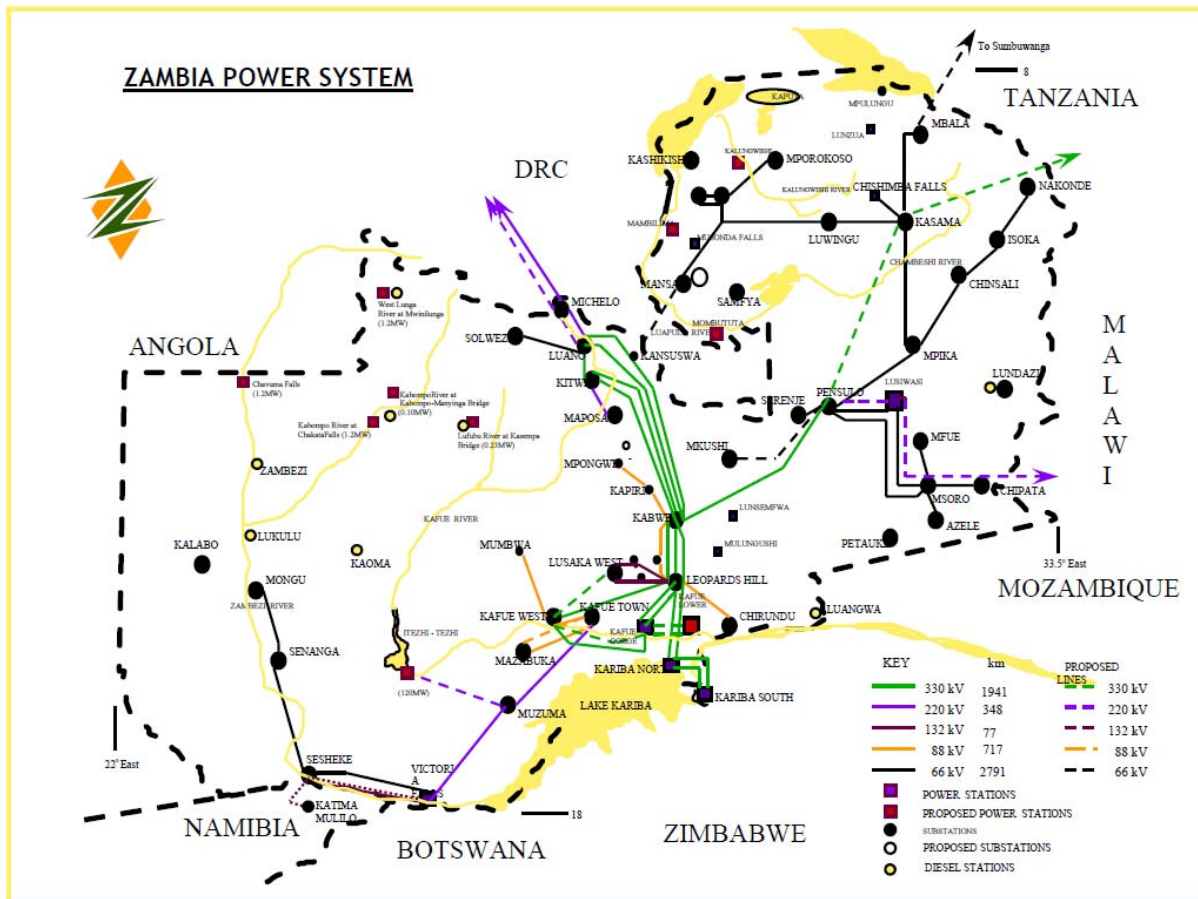 ZAMBIA POWER SYSTEM
To Sumbuwanga
8
TANZANIA
KAPUTA
MPULUNGU
LUNZUA
MBALA
DRC
KASHIKISH
KALUNGWISHI
MPOROKOSO
KALUNGWISHI RIVER
CHISHIMBA FALLS
NAKONDE
MAMBILIMA
MUSONDA FALLS
LUWINGU
KASAMA
ISOKA
CHAMBESHI RIVER
CHINSALI
MANSA
SAMFYA
MICHELO
West Lunga
River at Mwinilunga
(1.2MW)
MOMBUTUTA
LUAPULA RIVER
SOLWEZ
LUANO
KANSUSWA
MPIKA
ANGOLA
MALAWI
KITWE
Chavuma Falls
(1.2MW)
KabompoRiver at
Kabompo-Manyinga Bridge
(0.10MW)
LUNDAZI
LUSIWASI
PENSULO
SERENJE
MAPOSA
Kabompo River at
ChakataFalls (1.2MW)
Lufubu River at Kasempa
Bridge (0.23MW)
MFUE
MKUSHI
MPONGWE
ZAMBEZI
KAPIRI
MSORO
CHIPATA
KAFUE RIVER
KABWE
LUNSEMFWA
AZELE
LUKULU
PETAUKE
KALABO
KAOMA
MUMBWA
MULUNGUSHI
33.5° East
LUSAKA WEST
LEOPARDS HILL
MOZAMBIQUE
MONGU
ZAMBEZI RIVER
KAFUE
LOWER
KAFUE TOWN
KAFUE WEST
LUANGWA
CHIRUNDU
KAFUE
GORGE
ITEZHI - TEZHI
SENANGA
MAZABUKA
KARIBA NORTH
(120MW)
KARIBA SOUTH
LAKE KARIBA
MUZUMA
22° East
SESHEKE
VICTORIA
FALLS
KATIMA
MULILO
18
NAMIBIA
BOTSWANA
ZIMBABWE
KEY km PROPOSED
LINES
330 kV 1941 330 kV
220 kV 348 220 kV
132 kV 77 132 kV
88 kV 717 88 kV
66 kV 2791 66 kV
POWER STATIONS
PROPOSED POWER STATIONS
SUBSTATIONS
PROPOSED SUBSTATIONS
DIESEL STATIONS